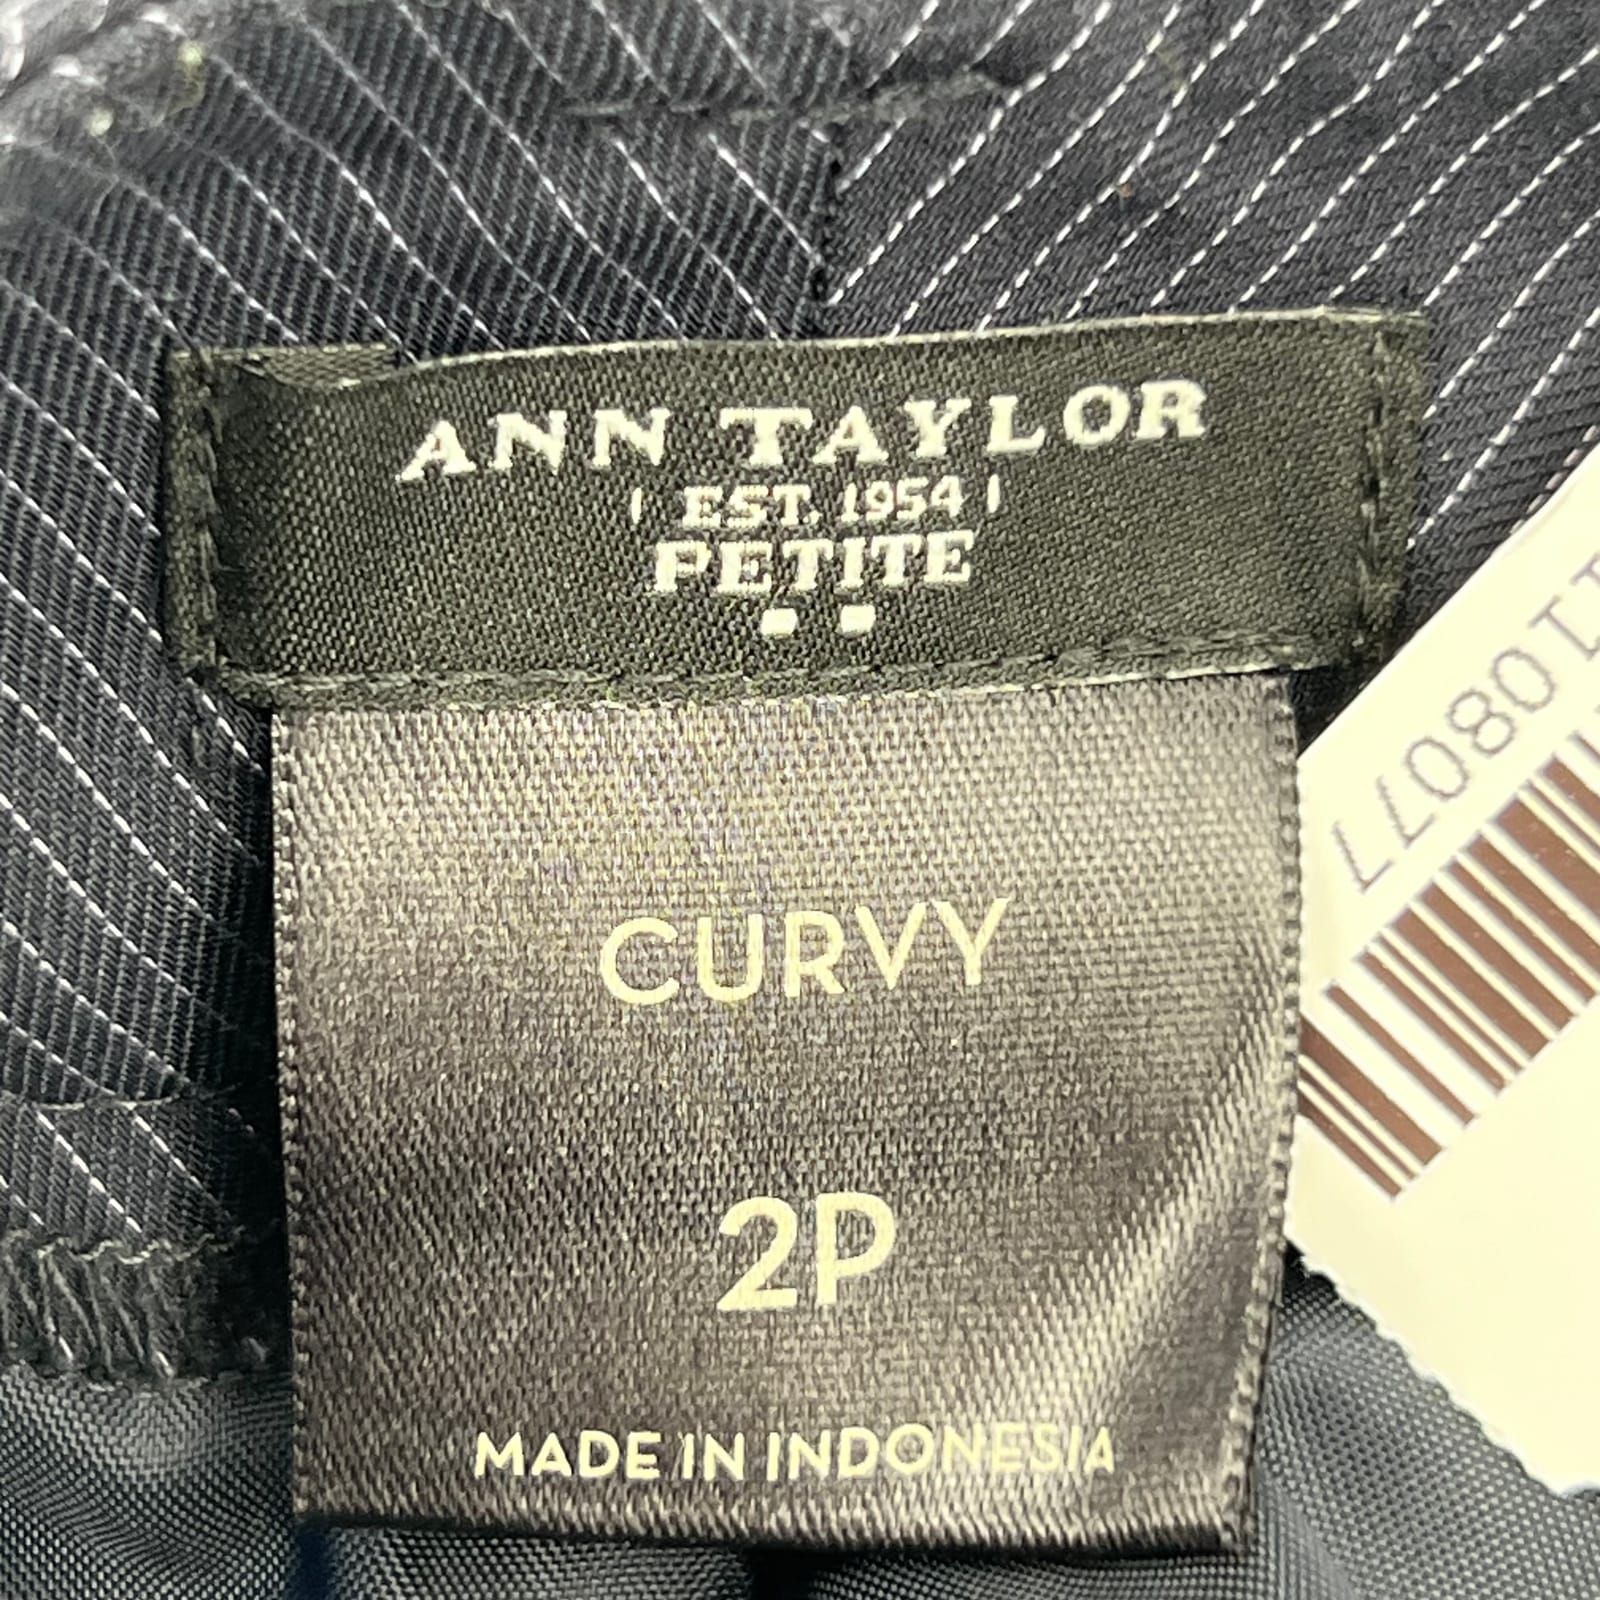 ANN TAYLOR
EST. 1954
PETITE
CURVY
2P
MADE IN INDONESIA